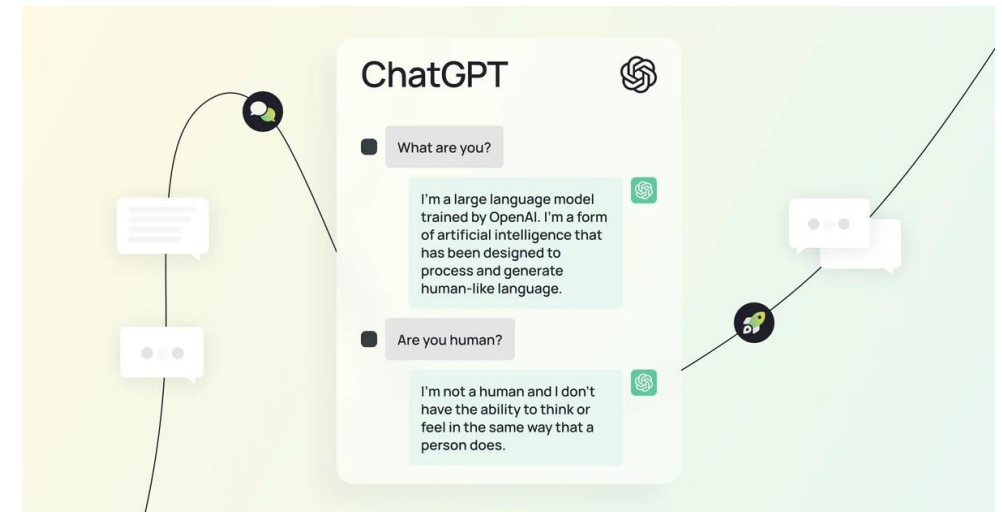 ChatGPT
What are you?
I'm a large language model
trained by OpenAI. I'm a form
of artificial intelligence that
has been designed to
process and generate
human-like language.
Are you human?
I'm not a human and I don't
have the ability to think or
feel in the same way that a
person does.